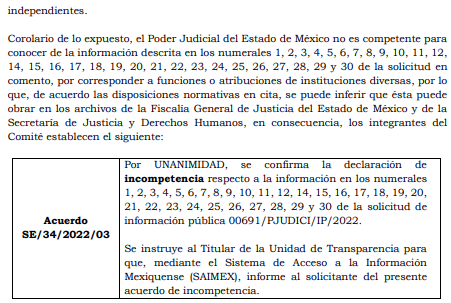 independientes.
Corolario de lo expuesto, el Poder Judicial del Estado de México no es competente para
conocer de la información descrita en los numerales 1, 2, 3, 4, 5, 6, 7, 8, 9, 10, 11, 12,
14, 15, 16, 17, 18, 19, 20, 21, 22, 23, 24, 25, 26, 27, 28, 29 y 30 de la solicitud en
comento, por corresponder a funciones o atribuciones de instituciones diversas, por lo
que, de acuerdo las disposiciones normativas en cita, se puede inferir que ésta puede
obrar en los archivos de la Fiscalía General de Justicia del Estado de México y de la
Secretaría de Justicia y Derechos Humanos, en consecuencia, los integrantes del
Comité establecen el siguiente:
Acuerdo
SE/34/2022/03
Por UNANIMIDAD, se confirma la declaración de
incompetencia respecto a la información en los numerales
1, 2, 3, 4, 5, 6, 7, 8, 9, 10, 11, 12, 14, 15, 16, 17, 18, 19, 20,
21, 22, 23, 24, 25, 26, 27, 28, 29 y 30 de la solicitud de
información pública 00691/PJUDICI/IP/2022.
Se instruye al Titular de la Unidad de Transparencia para
que, mediante el Sistema de Acceso a la Información
Mexiquense (SAIMEX), informe al solicitante del presente
acuerdo de incompetencia.